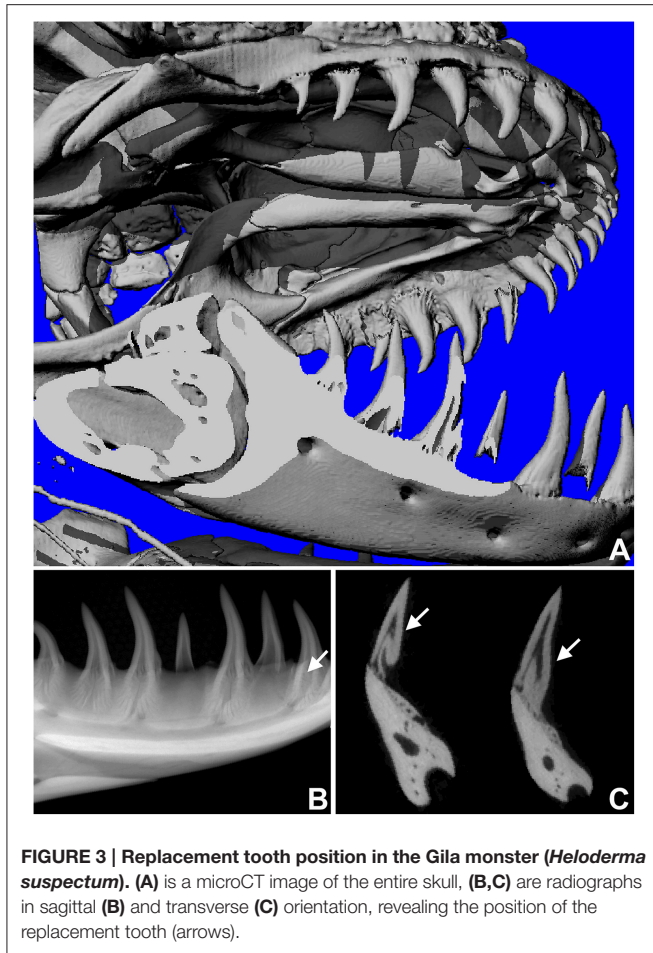 A
B
C
FIGURE 3 | Replacement tooth position in the Gila monster (Heloderma
suspectum). (A) is a microCT image of the entire skull, (B,C) are radiographs
in sagittal (B) and transverse (C) orientation, revealing the position of the
replacement tooth (arrows).